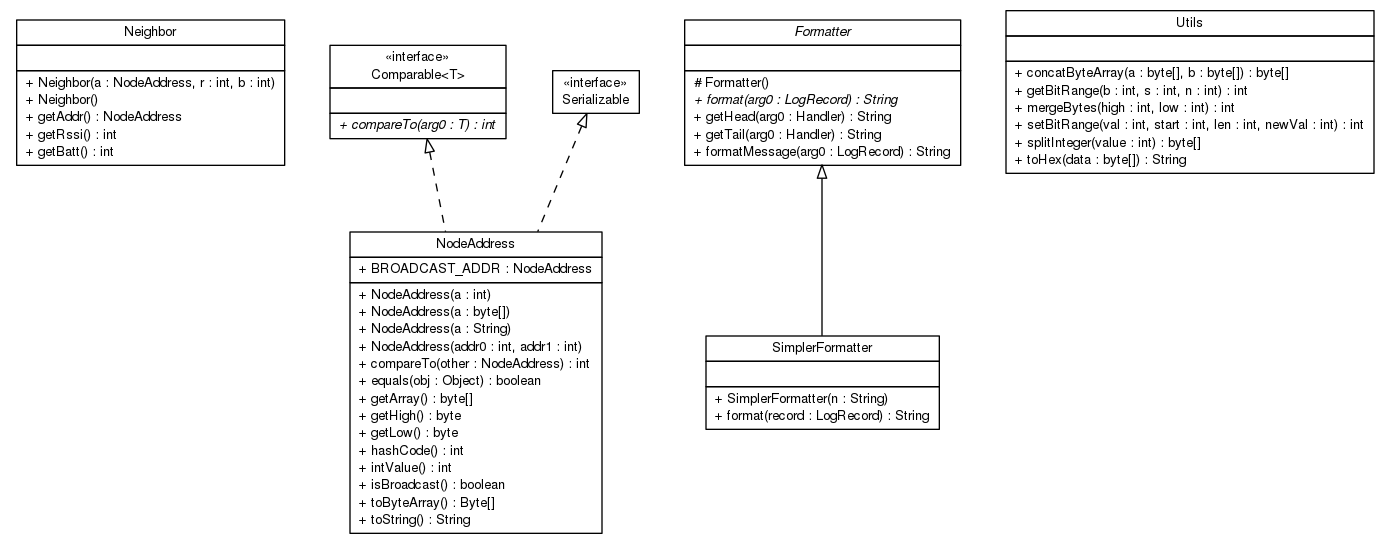 Neighbor
+ Neighbor(a : NodeAddress, r : int, b : int)
+ Neighbor()
+ getAddr() : NodeAddress
+ getRssi() : int
+ getBatt() : int
«interface»
Comparable<T>
+ compareTo(arg0 : T) : int
«interface»
Serializable
Formatter
# Formatter()
+ format(arg0 : LogRecord) : String
+ getHead(arg0 : Handler) : String
+ getTail(arg0 : Handler) : String
+ formatMessage(arg0 : LogRecord) : String
Utils
+ concatByteArray(a : byte[], b : byte[]) : byte[]
+ getBitRange(b : int, s : int, n : int) : int
+ mergeBytes(high : int, low : int) : int
+ setBitRange(val : int, start : int, len : int, newVal : int) : int
+ splitInteger(value : int) : byte[]
+ toHex(data : byte[]) : String
NodeAddress
+ BROADCAST_ADDR : NodeAddress
+ NodeAddress(a : int)
+ NodeAddress(a : byte[])
+ NodeAddress(a : String)
+ NodeAddress(addr0 : int, addr1 : int)
+ compareTo(other : NodeAddress) : int
+ equals(obj : Object) : boolean
+ getArray() : byte[]
+ getHigh() : byte
+ getLow() : byte
+ hashCode() : int
+ intValue() : int
+ isBroadcast() : boolean
+ toByteArray() : Byte[]
+ toString() : String
SimplerFormatter
+ SimplerFormatter(n : String)
+ format(record : LogRecord) : String